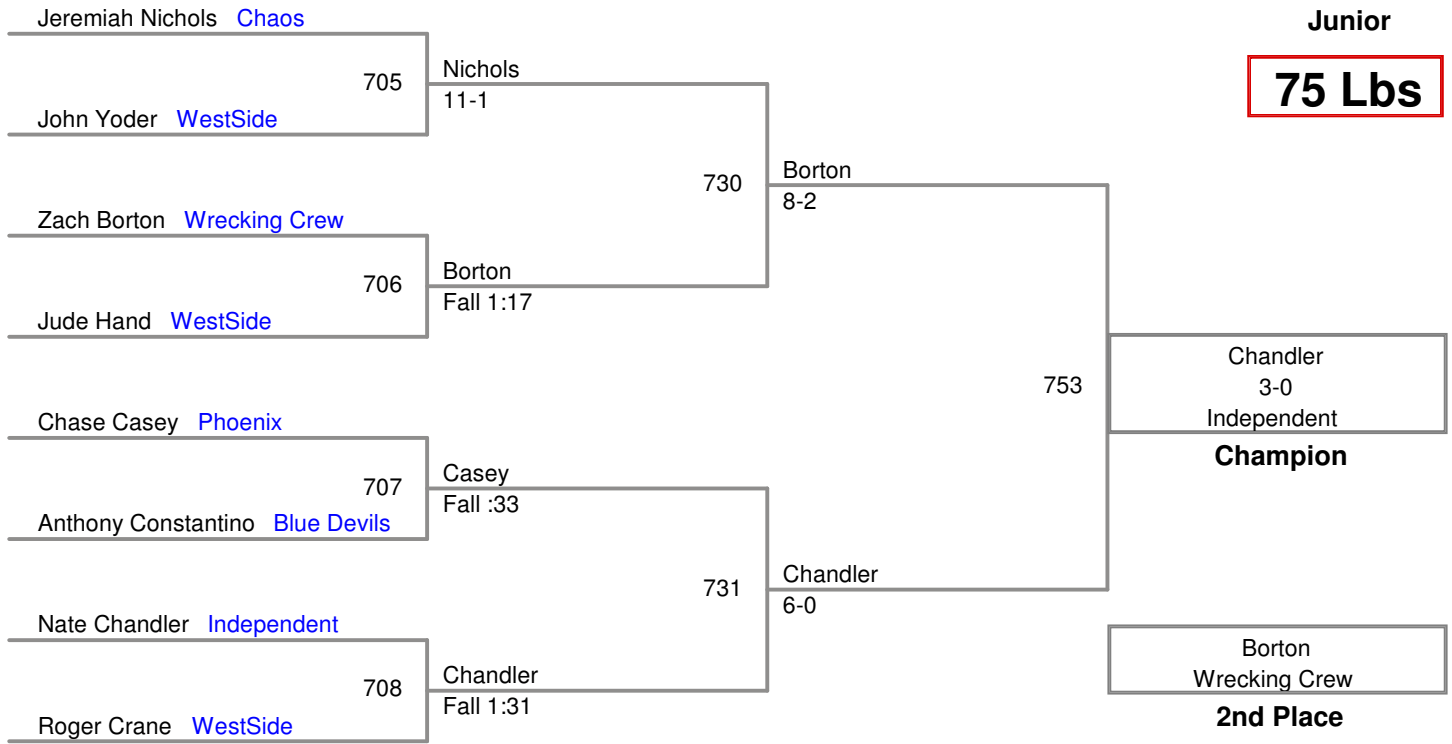 Jeremiah Nichols Chaos
Junior
705
Nichols
11-1
75 Lbs
John Yoder WestSide
730
Borton
8-2
Zach Borton Wrecking Crew
706
Borton
Fall 1:17
Jude Hand WestSide
753
Chandler
3-0
Independent
Champion
Chase Casey Phoenix
707
Casey
Fall :33
Anthony Constantino Blue Devils
731
Chandler
6-0
Nate Chandler Independent
708
Chandler
Fall 1:31
Roger Crane WestSide
Borton
Wrecking Crew
2nd Place